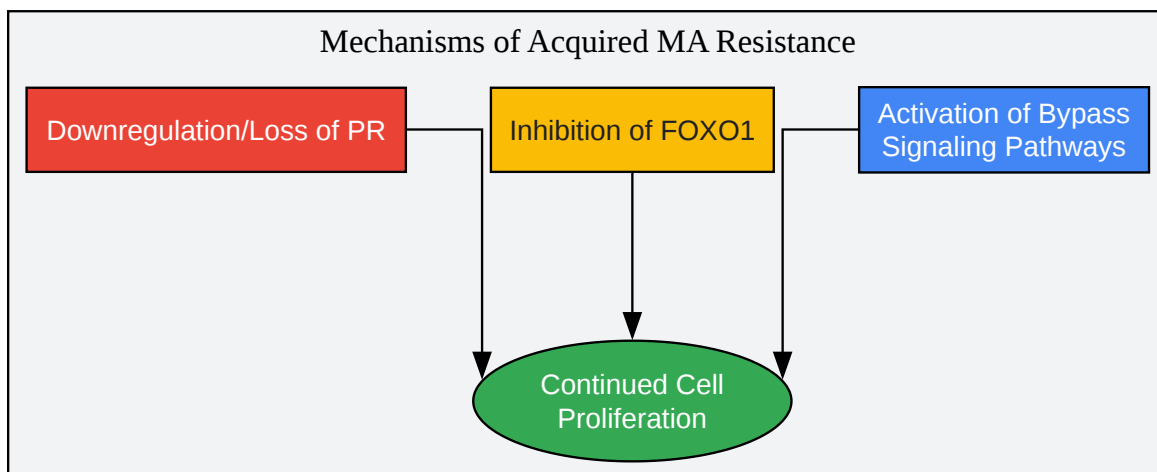 Mechanisms of Acquired MA Resistance
Downregulation/Loss of PR
Inhibition of FOXO1
Activation of Bypass
Signaling Pathways
Continued Cell
Proliferation